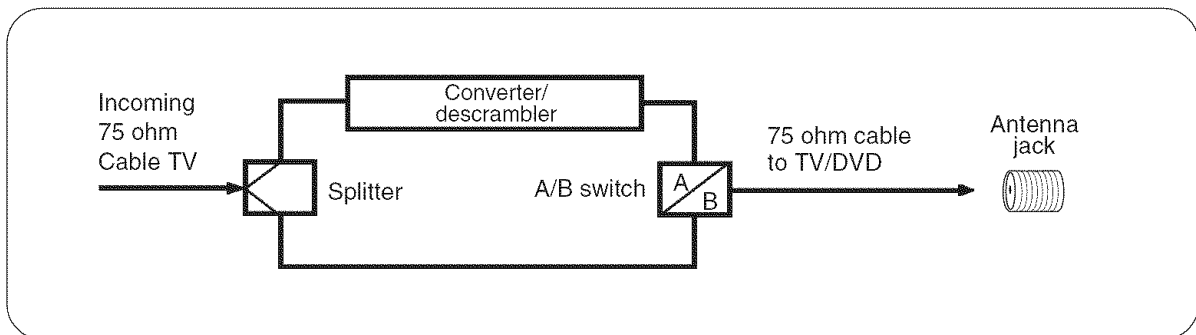 Incoming
75 ohm
Cable TV
Converter/
descrambler
Splitter
A/B switch
A
B
75 ohm cable
to TV/DVD
Antenna
jack